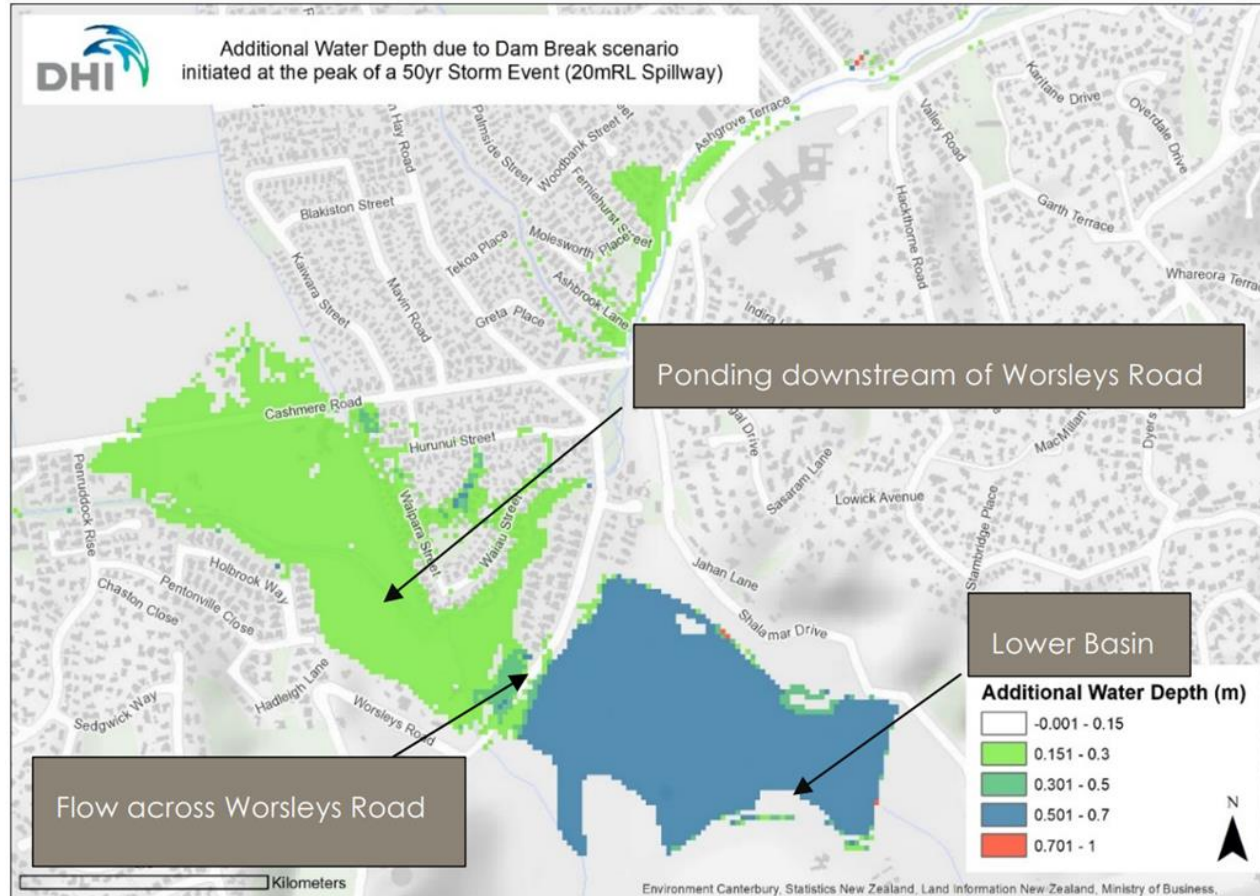 DHI
Additional Water Depth due to Dam Break scenario
initiated at the peak of a 50yr Storm Event (20mRL Spillway)
Hay Road
Palmside Street
Woodbank Street
Ferniehurst Street
Ashgrove Terrace
Karitane Drive
Overdale Drive
Valley Road
Hackthorne Road
Garth Terrace
Whareora Terrace
Blakiston Street
Kaiwara Street
Mavin Road
Tekoa Place
Molesworth Place
Ashbrook Lane
Greta Place
Indira
Ponding downstream of Worsleys Road
Cashmere Road
Hurunui Street
Drive
MacMillan
Dyers
Penruddock Rise
Waipara Street
Waiau Street
Sasaram Lane
Lowick Avenue
Stambridge Place
Holbrook Way
Pentonville Close
Chaston Close
Jahan Lane
Shalamar Drive
Hadleigh Lane
Sedgwick Way
Worsleys Road
Lower Basin
Flow across Worsleys Road
Additional Water Depth (m)
-0.001 - 0.15
0.151 - 0.3
0.301 - 0.5
0.501 - 0.7
0.701 - 1
N
Kilometers
Environment Canterbury, Statistics New Zealand, Land Information New Zealand, Ministry of Business,